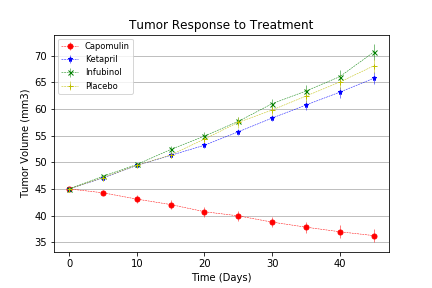 Tumor Response to Treatment
Capomulin
Ketapril
Infubinol
Placebo
Tumor Volume (mm3)
70
65
60
55
50
45
40
35
0
10
20
30
40
Time (Days)